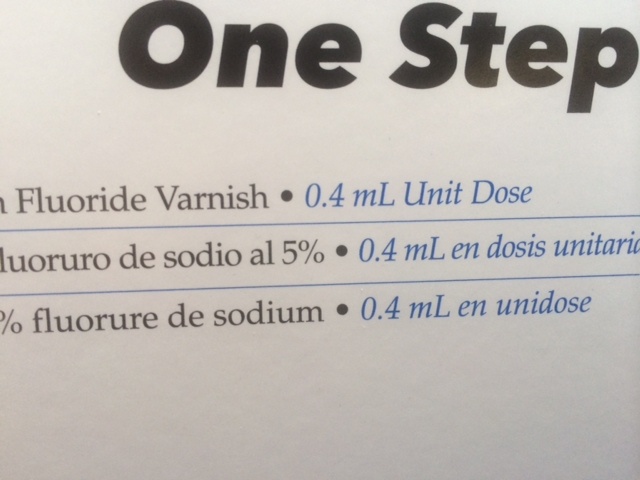 One Step
Fluoride Varnish • 0.4 mL Unit Dose
luoruro de sodio al 5% • 0.4 mL en dosis unitaria
% fluorure de sodium • 0.4 mL en unidose